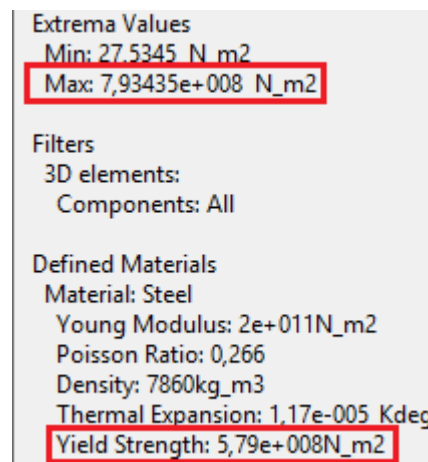 Extrema Values
Min: 27,5345 N_m2
Max: 7,93435e+008 N_m2
Filters
3D elements:
Components: All
Defined Materials
Material: Steel
Young Modulus: 2e+011N_m2
Poisson Ratio: 0,266
Density: 7860kg_m3
Thermal Expansion: 1,17e-005_Kdeg
Yield Strength: 5,79e+008N_m2